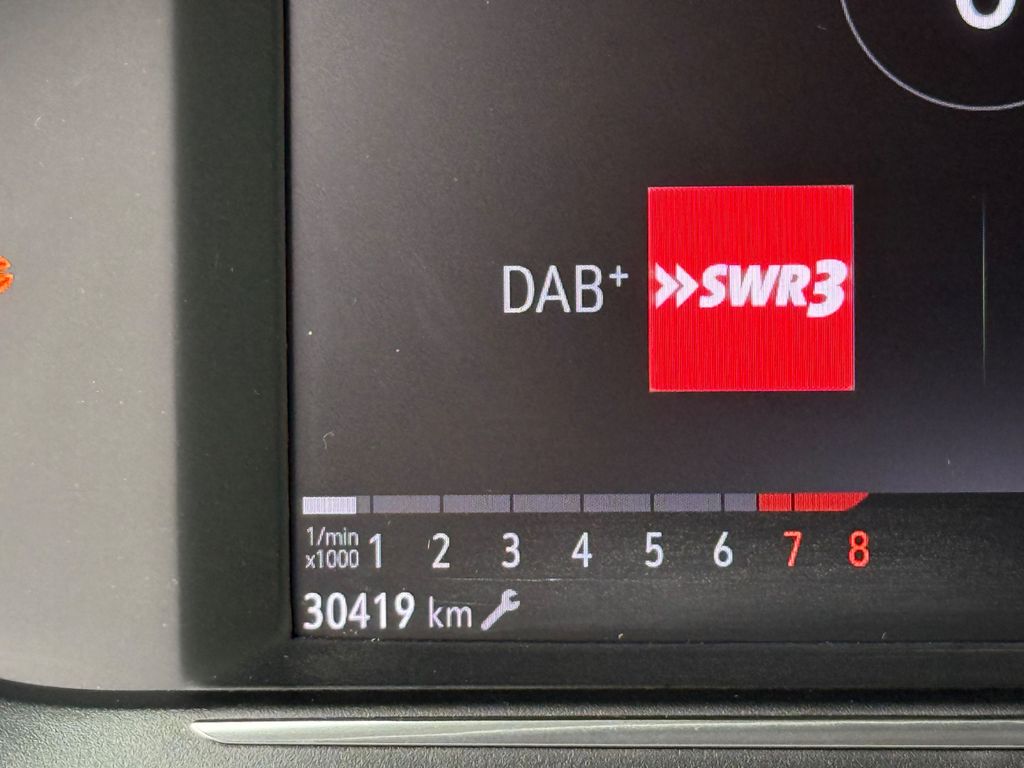 DAB+ SWR3
1/min
x1000 1 2 3 4 5 6 7 8
30419 km